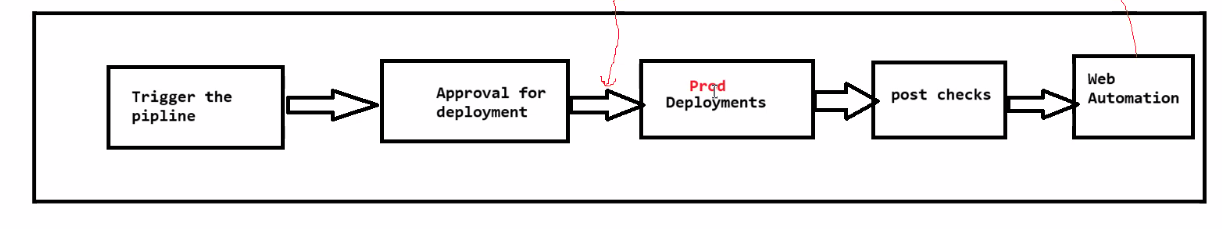 Trigger the
pipline
Approval for
deployment
Prod
Deployments
post checks
Web
Automation